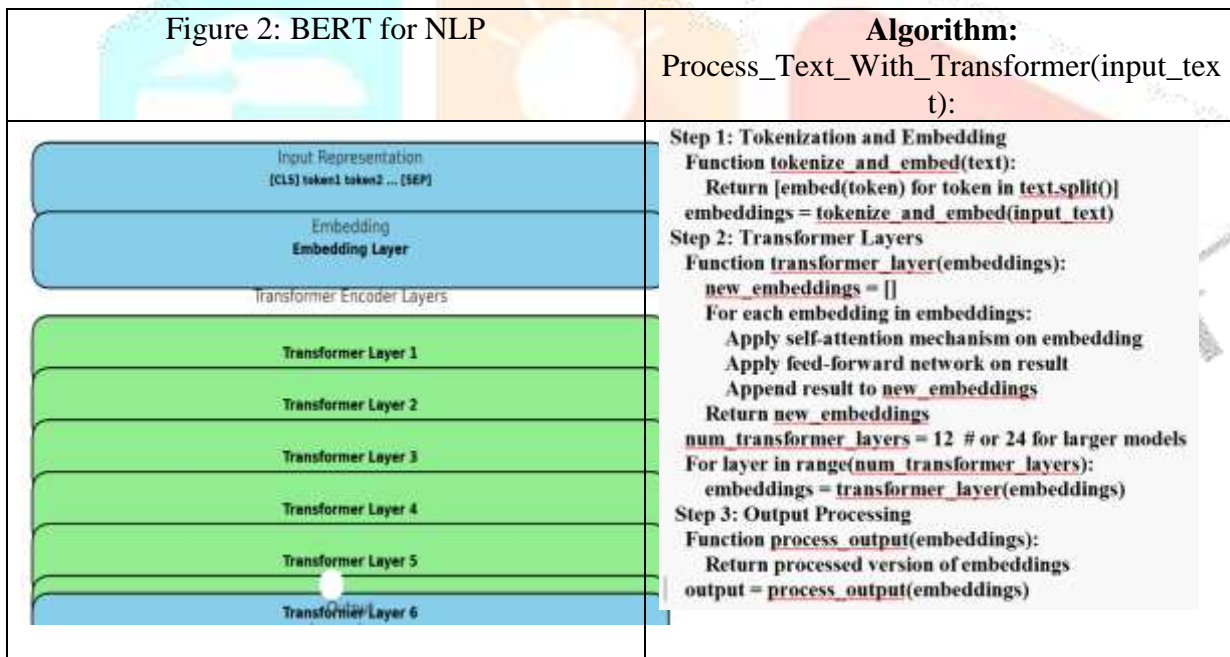 Figure 2: BERT for NLP
Algorithm:
Process_Text_With_Transformer(input_tex
t):
Input Representation
[CLS] token1 token2 ... [SEP]
Embedding
Embedding Layer
Transformer Encoder Layers
Transformer Layer 1
Transformer Layer 2
Transformer Layer 3
Transformer Layer 4
Transformer Layer 5
Output
Transformer Layer 6
Step 1: Tokenization and Embedding
Function tokenize_and_embed(text):
Return [embed(token) for token in text.split()]
embeddings = tokenize_and_embed(input_text)
Step 2: Transformer Layers
Function transformer_layer(embeddings):
new_embeddings = []
For each embedding in embeddings:
Apply self-attention mechanism on embedding
Apply feed-forward network on result
Append result to new_embeddings
Return new_embeddings
num_transformer_layers = 12 # or 24 for larger models
For layer in range(num_transformer_layers):
embeddings = transformer_layer(embeddings)
Step 3: Output Processing
Function process_output(embeddings):
Return processed version of embeddings
output = process_output(embeddings)